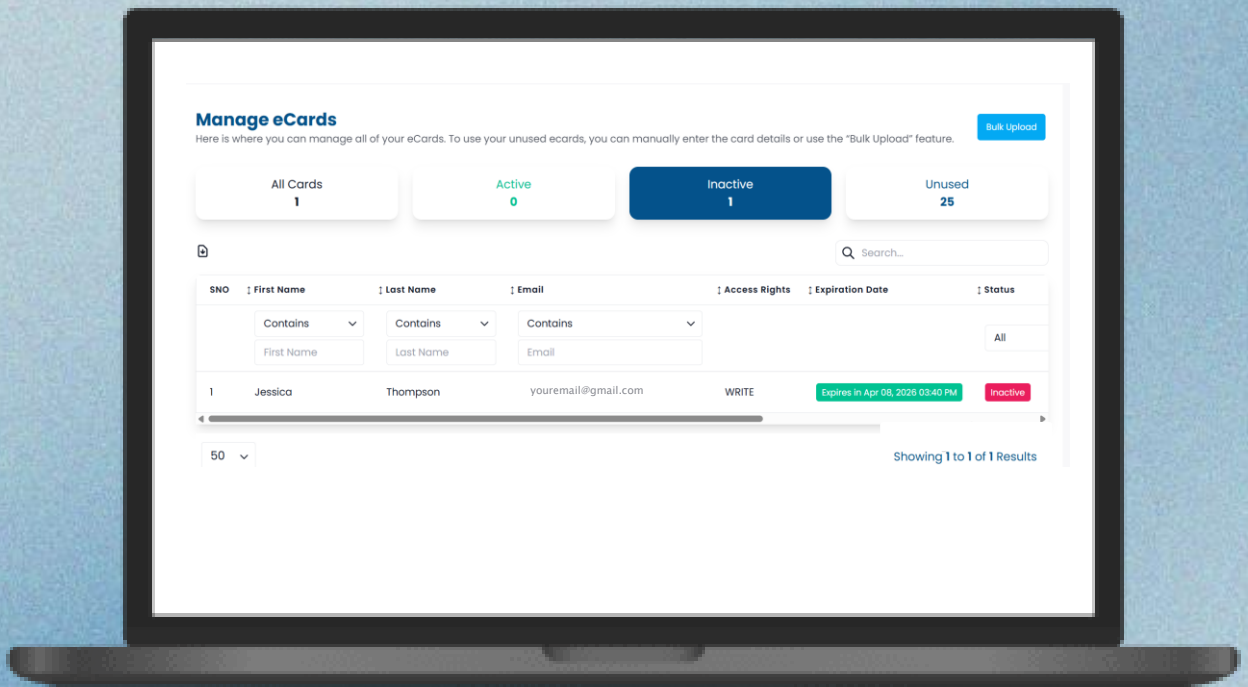 Manage eCards
Here is where you can manage all of your eCards. To use your unused ecards, you can manually enter the card details or use the “Bulk Upload” feature.
Bulk Upload
All Cards
1
Active
0
Inactive
1
Unused
25
Search...
SNO First Name Last Name Email Access Rights Expiration Date Status
Contains Contains Contains
All
First Name Last Name Email
1 Jessica Thompson youremail@gmail.com WRITE Expires in Apr 08, 2026 03:40 PM Inactive
50
Showing 1 to 1 of 1 Results